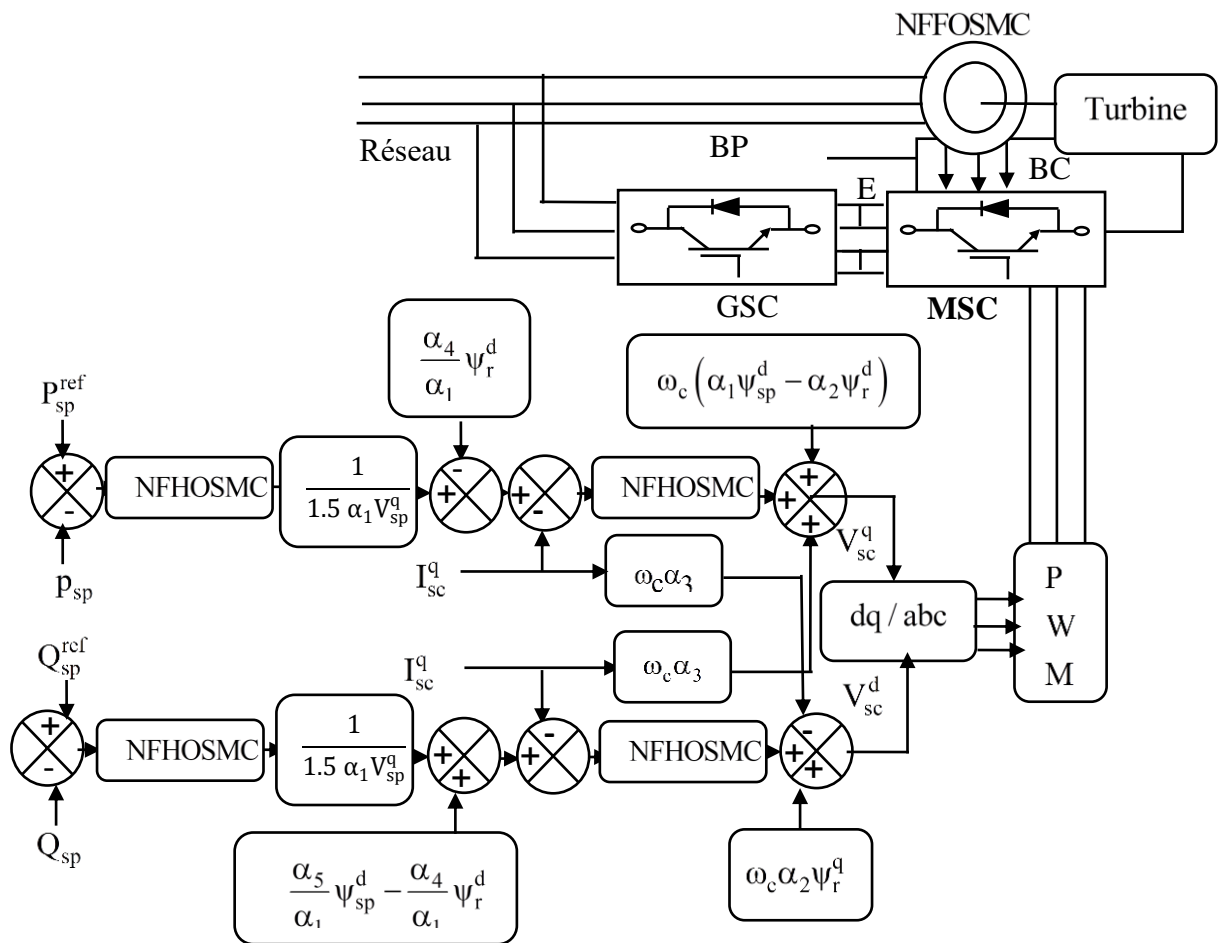 NFFOSMC
Turbine
Réseau
BP
BC
E
GSC
MSC
α₄/α₁ ψ_r^d
ω_c(α₁ψ_sp^d − α₂ψ_r^d)
P_sp^ref
+
-
p_sp
NFHOSMC
1/(1.5 α₁V_sp^q)
-
+
+
-
NFHOSMC
+
+
+
V_sc^q
I_sc^q
ω_cα₃
P
W
M
dq / abc
Q_sp^ref
I_sc^q
ω_cα₃
V_sc^d
+
-
Q_sp
NFHOSMC
1/(1.5 α₁V_sp^q)
+
+
-
+
NFHOSMC
-
+
+
α₅/α₁ ψ_sp^d − α₄/α₁ ψ_r^d
ω_cα₂ψ_r^q